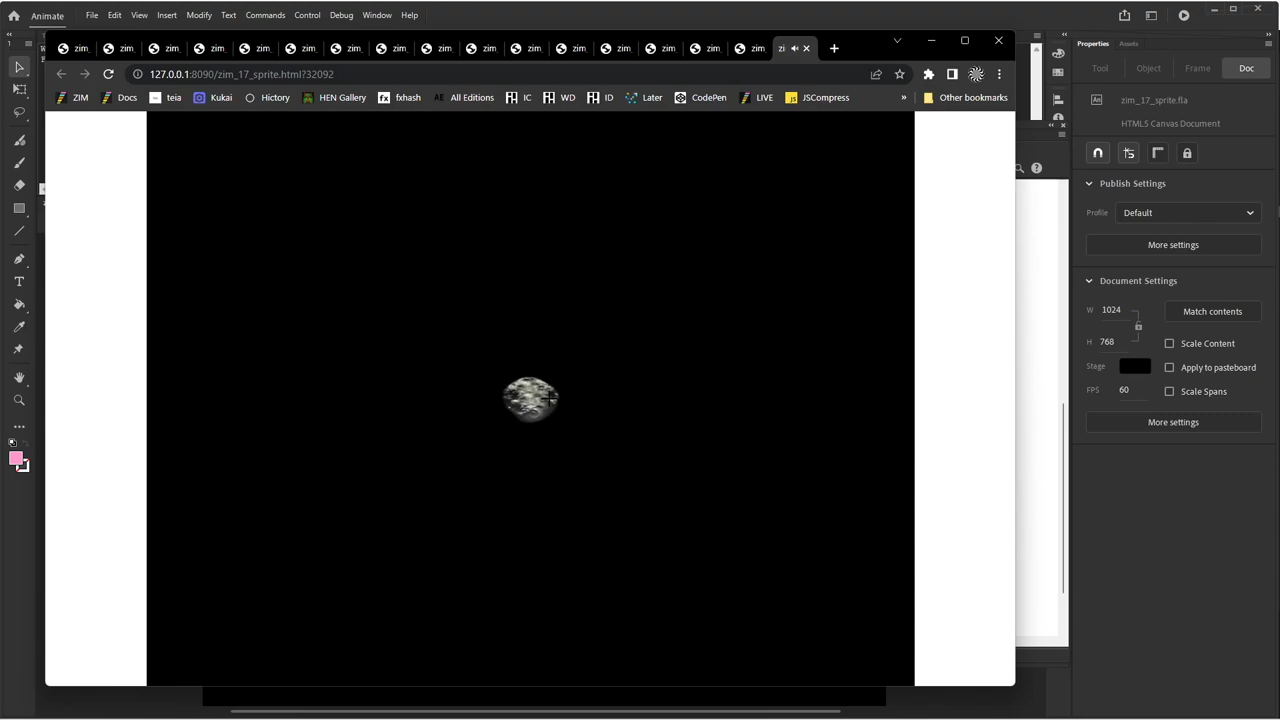 Animate File Edit View Insert Modify Text Commands Control Debug Window Help
zim zim zim zim zim zim zim zim zim zim zim zim zim zim zim zim zi
127.0.0.1:8090/zim_17_sprite.html?32092
ZIM Docs teia Kukai Hictory HEN Gallery fxhash AE All Editions IC WD ID Later CodePen LIVE JSCompress » Other bookmarks
Properties Assets
Tool Object Frame Doc
An zim_17_sprite.fla
HTML5 Canvas Document
Publish Settings
Profile Default
More settings
Document Settings
W 1024 Match contents
H 768 Scale Content
Stage Apply to pasteboard
FPS 60 Scale Spans
More settings